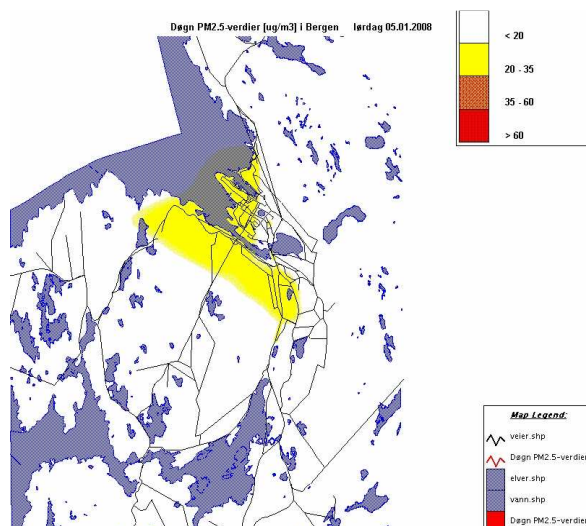 Døgn PM2.5-verdier [ug/m3] i Bergen lørdag 05.01.2008
< 20
20 - 35
35 - 60
> 60
Map Legend:
veier.shp
Døgn PM2.5-verdier
elver.shp
vann.shp
Døgn PM2.5-verdier